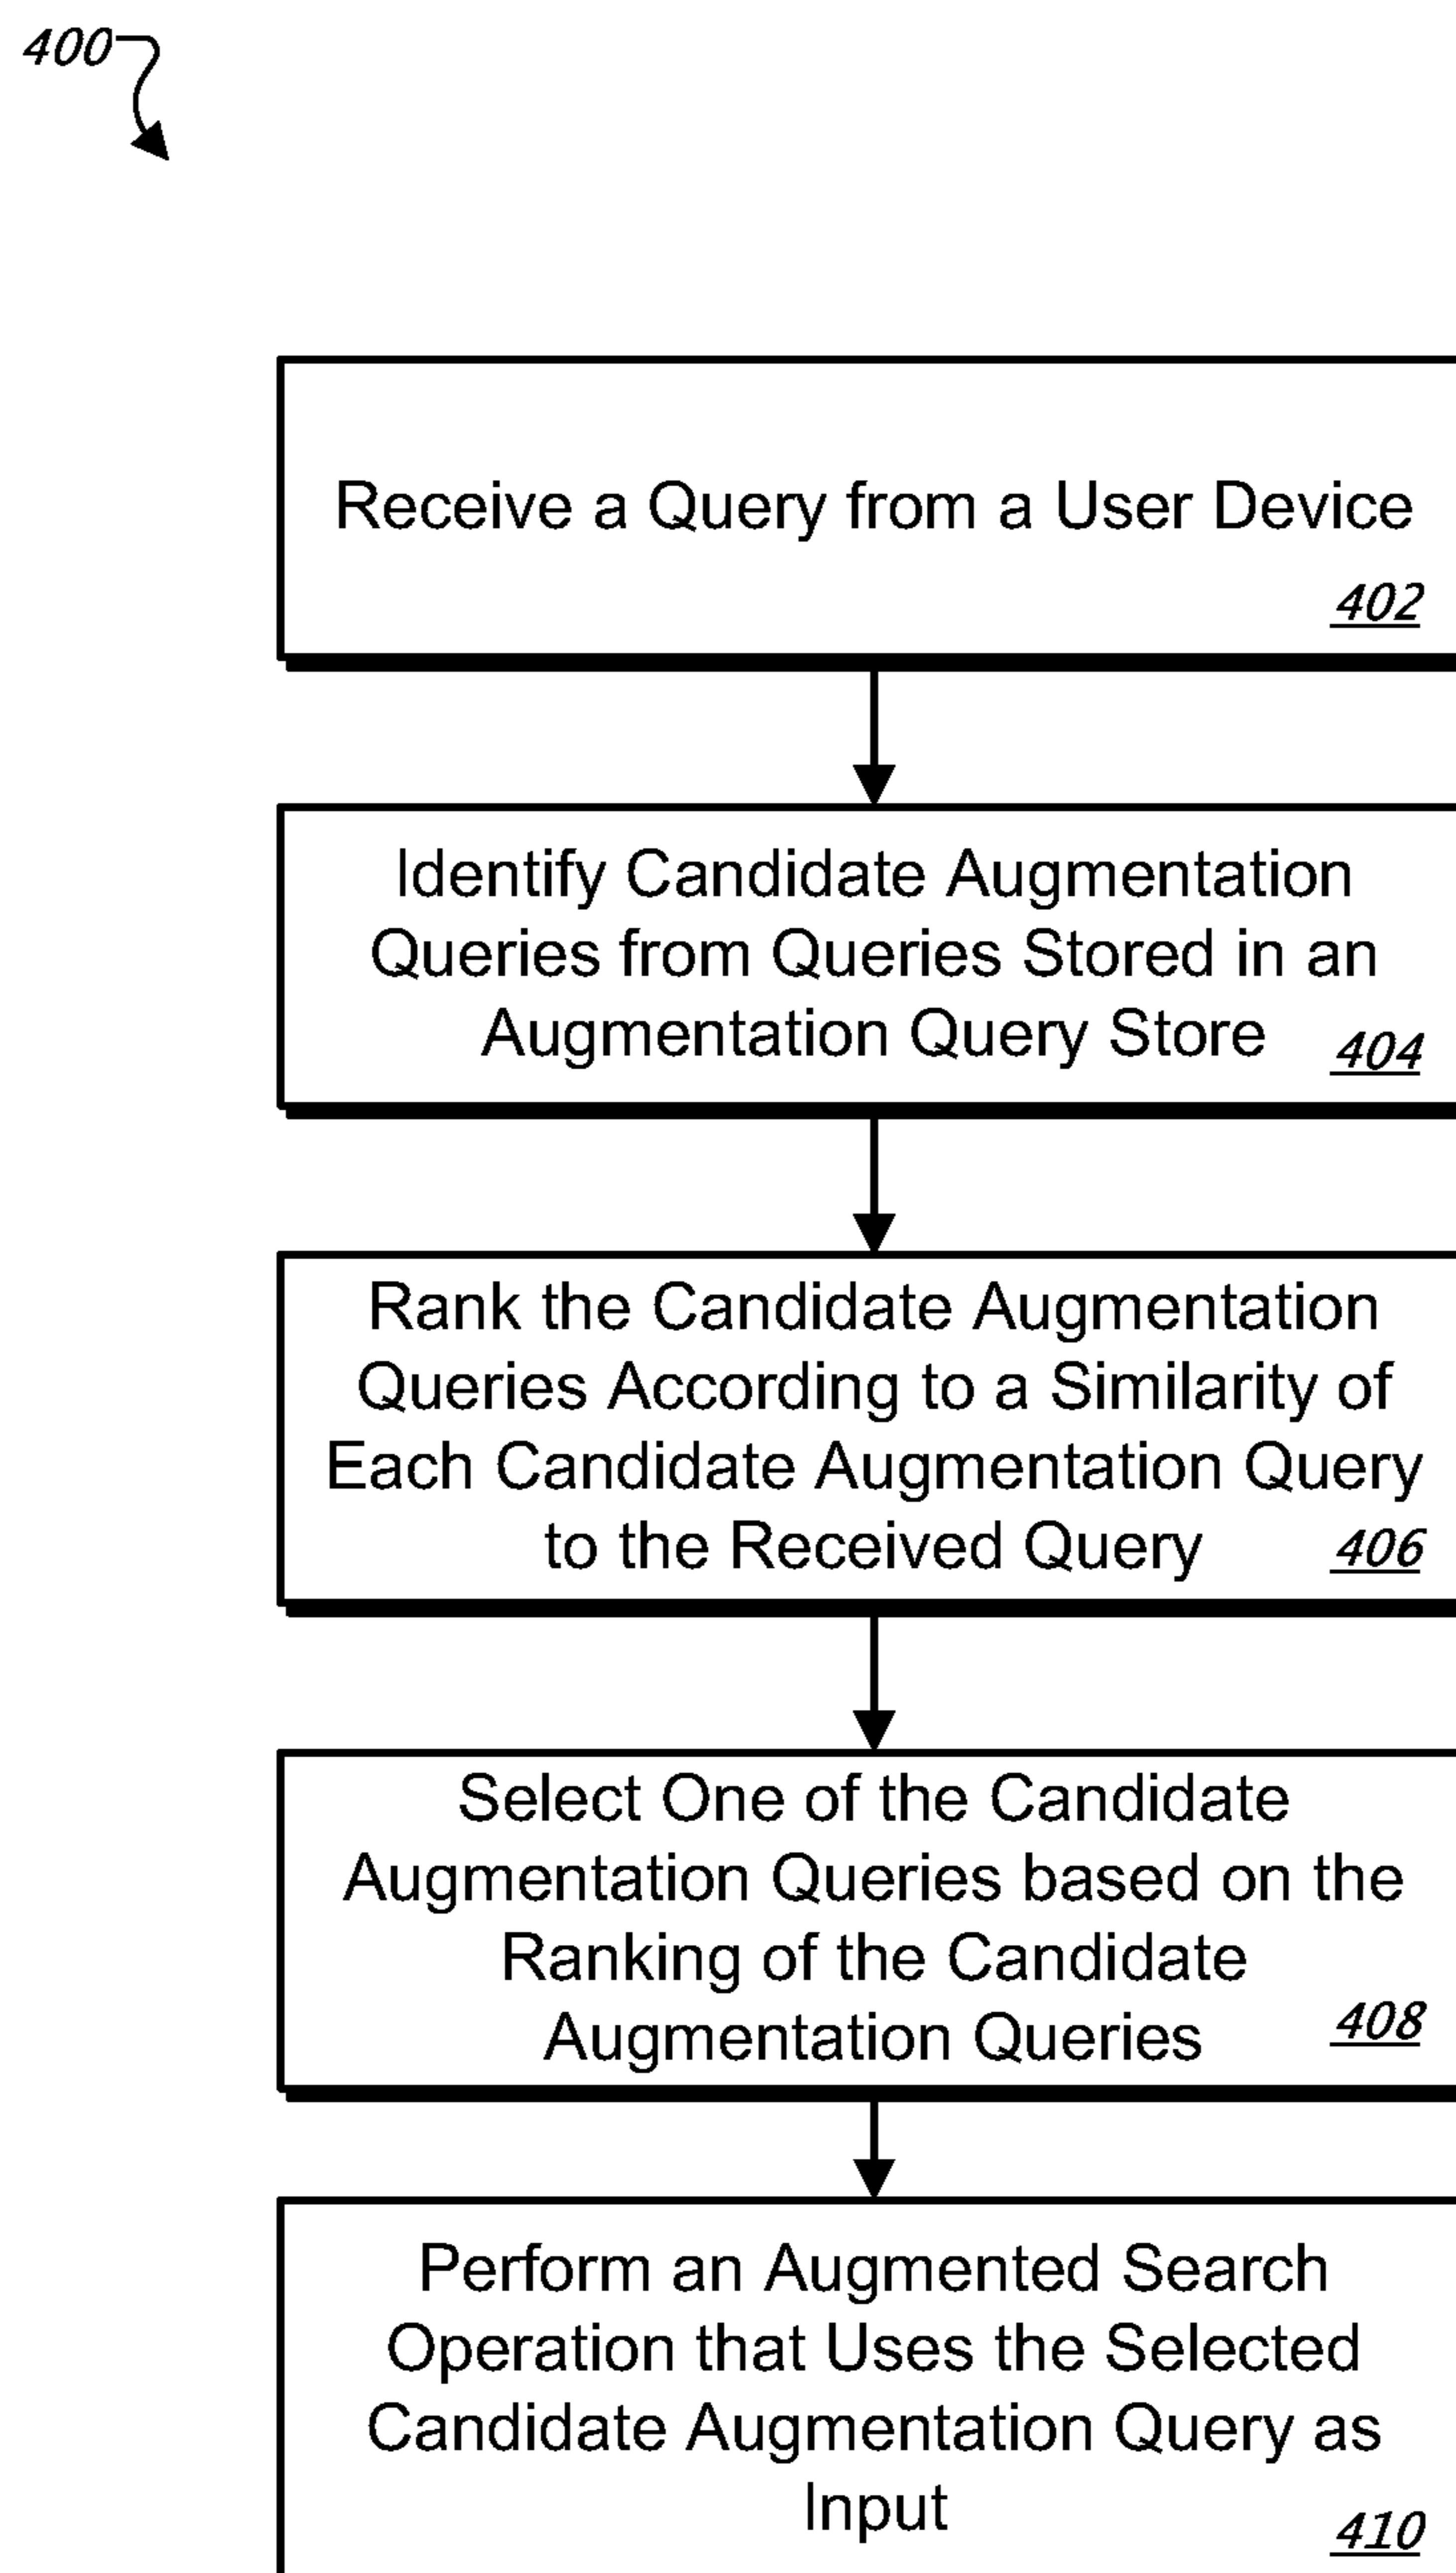 400
Receive a Query from a User Device
402
Identify Candidate Augmentation
Queries from Queries Stored in an
Augmentation Query Store
404
Rank the Candidate Augmentation
Queries According to a Similarity of
Each Candidate Augmentation Query
to the Received Query
406
Select One of the Candidate
Augmentation Queries based on the
Ranking of the Candidate
Augmentation Queries
408
Perform an Augmented Search
Operation that Uses the Selected
Candidate Augmentation Query as
Input
410